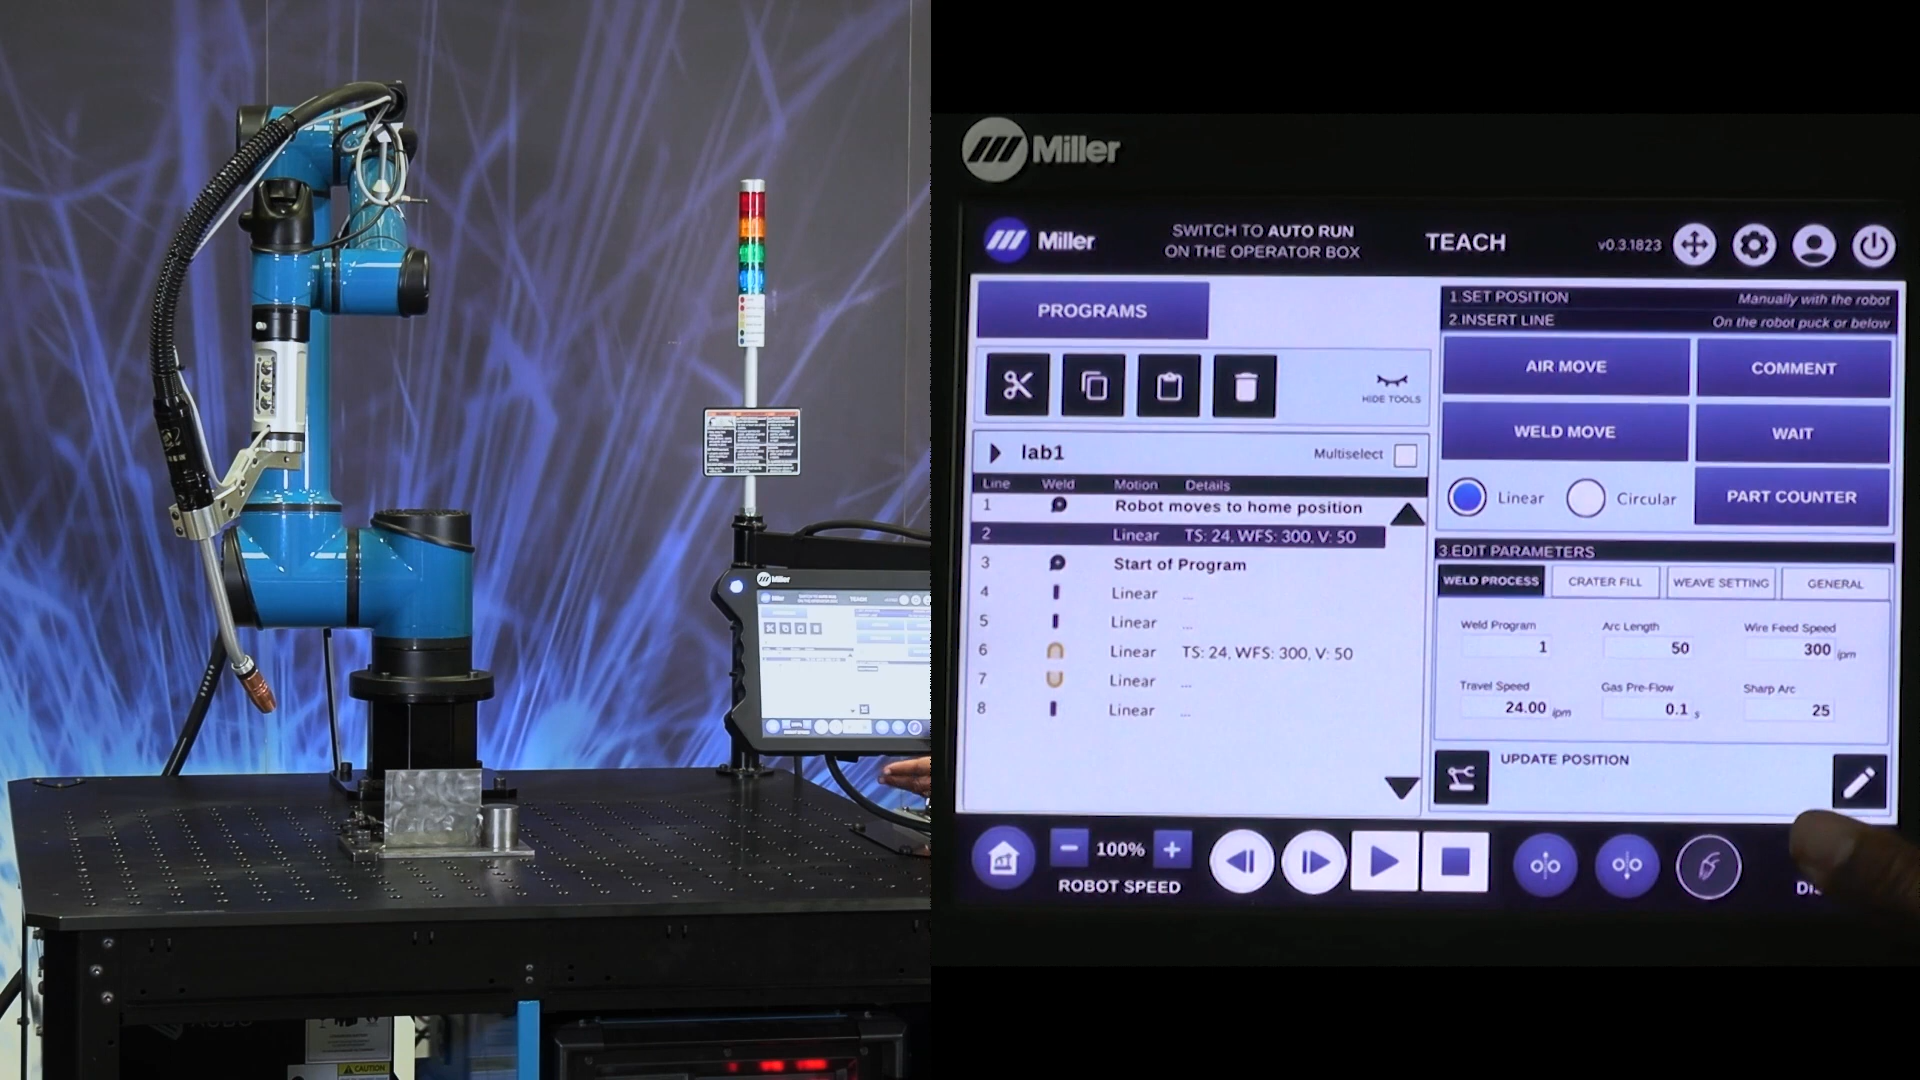 Miller
Miller
SWITCH TO AUTO RUN
ON THE OPERATOR BOX
TEACH
v0.3.1823
PROGRAMS
HIDE TOOLS
lab1
Multiselect
Line Weld Motion Details
1 Robot moves to home position
2 Linear TS: 24, WFS: 300, V: 50
3 Start of Program
4 Linear ...
5 Linear ...
6 Linear TS: 24, WFS: 300, V: 50
7 Linear ...
8 Linear ...
1.SET POSITION Manually with the robot
2.INSERT LINE On the robot puck or below
AIR MOVE
COMMENT
WELD MOVE
WAIT
Linear
Circular
PART COUNTER
3.EDIT PARAMETERS
WELD PROCESS
CRATER FILL
WEAVE SETTING
GENERAL
Weld Program Arc Length Wire Feed Speed
1 50 300 ipm
Travel Speed Gas Pre-Flow Sharp Arc
24.00 ipm 0.1 s 25
UPDATE POSITION
100%
ROBOT SPEED
Miller
Miller
TEACH
CAUTION